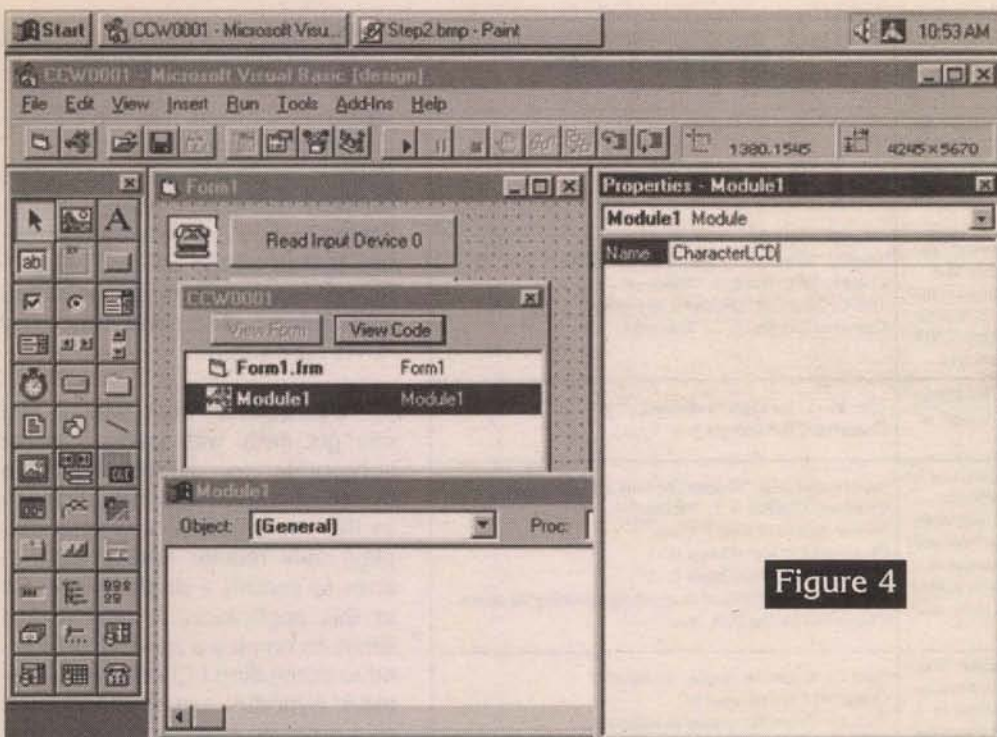 Start CCW0001 - Microsoft Visu... Step2.bmp - Paint 10:53 AM
CCW0001 - Microsoft Visual Basic [design]
File Edit View Insert Run Tools Add-Ins Help
1380,1545 4245 × 5670
Form1
Properties - Module1
Module1 Module
Read Input Device 0
Name CharacterLCD
CCW0001
View Form View Code
Form1.frm Form1
Module1 Module1
Module1
Object: (General) Proc:
Figure 4
A
ab
OLE